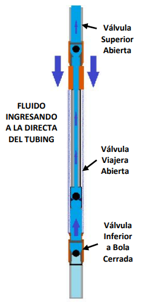 Válvula
Superior
Abierta
FLUIDO
INGRESANDO
A LA DIRECTA
DEL TUBING
Válvula
Viajera
Abierta
Válvula
Inferior
a Bola
Cerrada